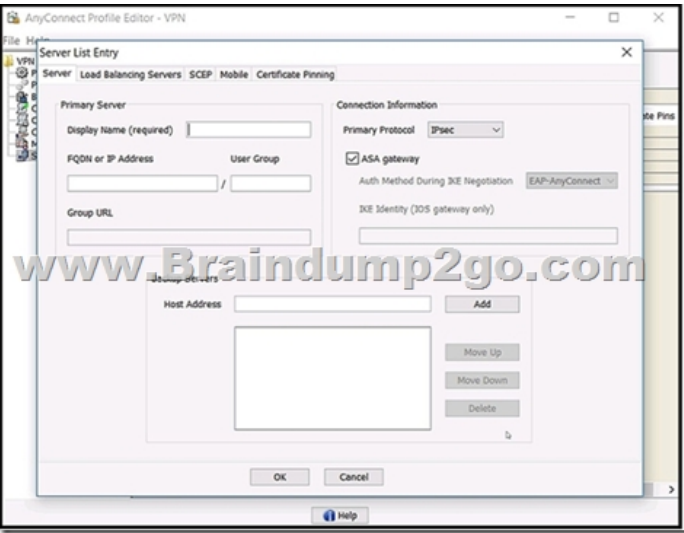 AnyConnect Profile Editor - VPN
File Help
VPN
Server List Entry
Server Load Balancing Servers SCEP Mobile Certificate Pinning
Primary Server
Display Name (required)
FQDN or IP Address User Group
/
Group URL
Connection Information
Primary Protocol IPsec
ASA gateway
Auth Method During IKE Negotiation EAP-AnyConnect
IKE Identity (IOS gateway only)
Pins
www.Braindump2go.com
Backup Servers
Host Address Add
Move Up
Move Down
Delete
OK Cancel
Help